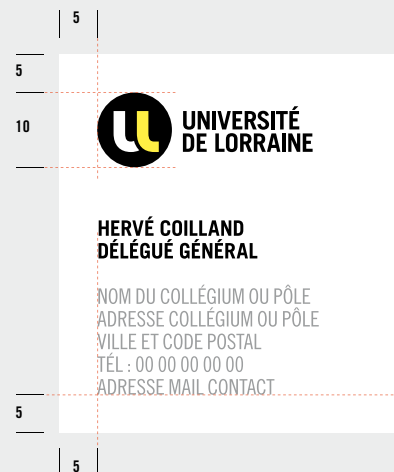 5
5
10
UNIVERSITÉ
DE LORRAINE
HERVÉ COILLAND
DÉLÉGUÉ GÉNÉRAL
NOM DU COLLÉGIUM OU PÔLE
ADRESSE COLLÉGIUM OU PÔLE
VILLE ET CODE POSTAL
TÉL : 00 00 00 00 00
ADRESSE MAIL CONTACT
5
5